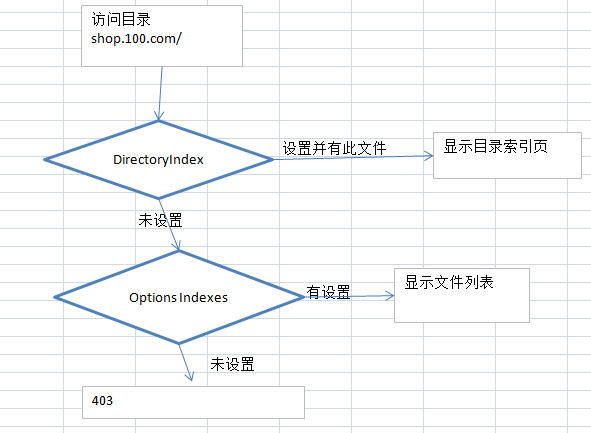 访问目录
shop.100.com/
DirectoryIndex
设置并有此文件
显示目录索引页
未设置
Options Indexes
有设置
显示文件列表
未设置
403